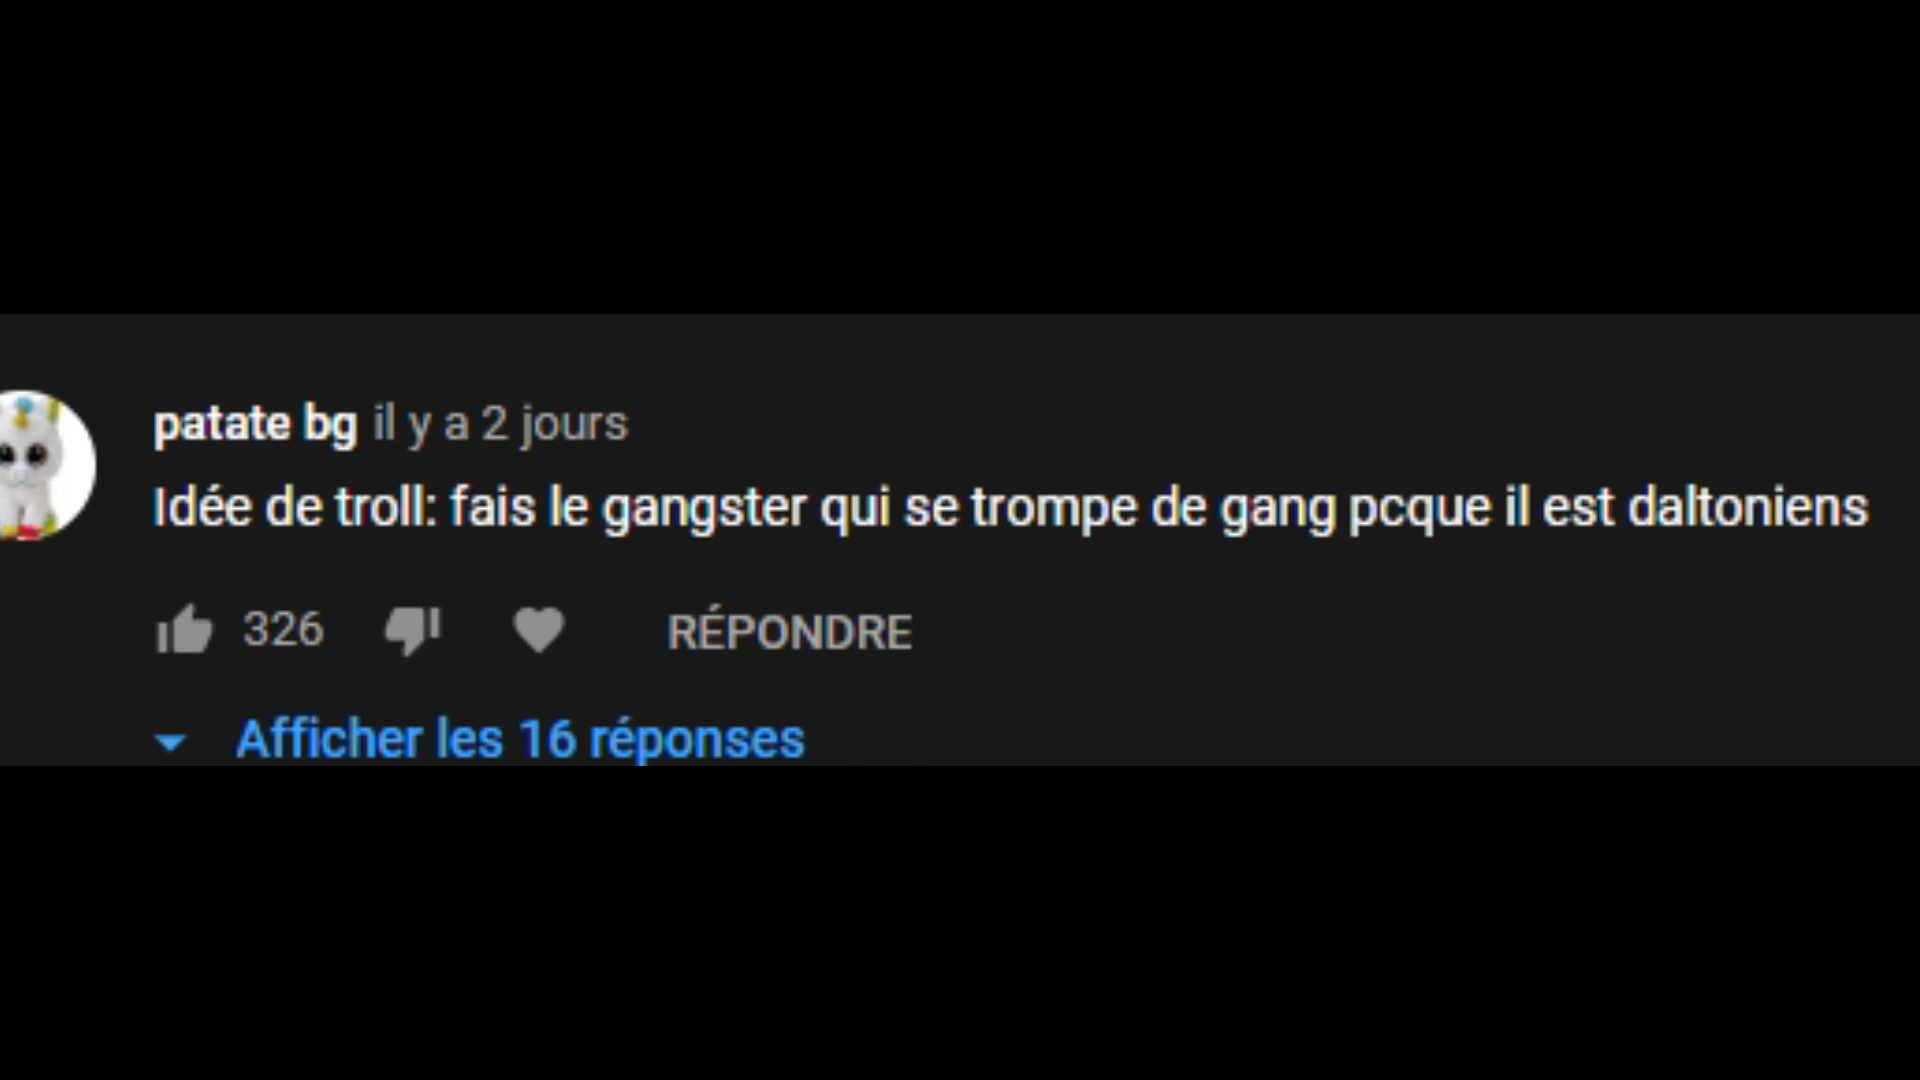 patate bg il y a 2 jours
Idée de troll: fais le gangster qui se trompe de gang pcque il est daltoniens
326 RÉPONDRE
Afficher les 16 réponses